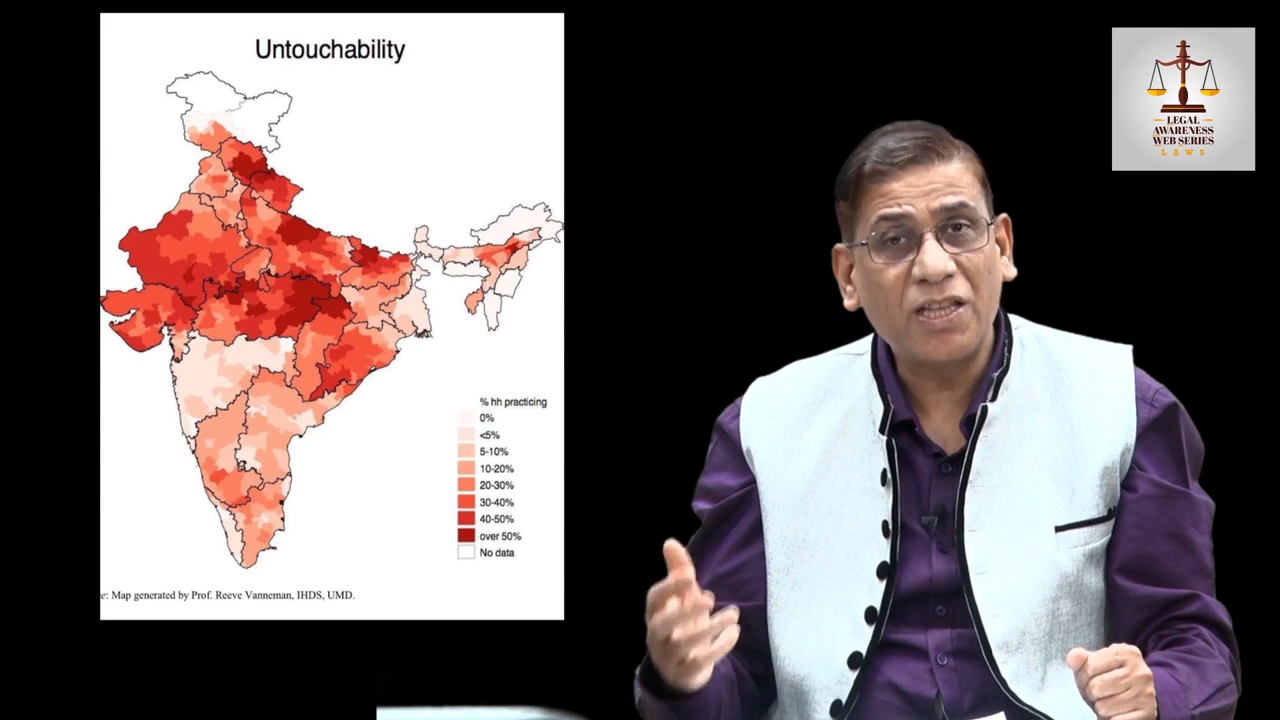 Untouchability
% hh practicing
0%
<5%
5-10%
10-20%
20-30%
30-40%
40-50%
over 50%
No data
e: Map generated by Prof. Reeve Vanneman, IHDS, UMD.
LEGAL
AWARENESS
WEB SERIES
LAWS